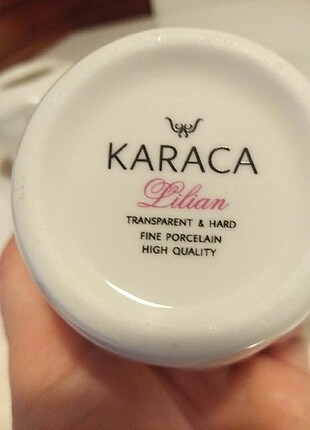 KARACA
Lilian
TRANSPARENT & HARD
FINE PORCELAIN
HIGH QUALITY